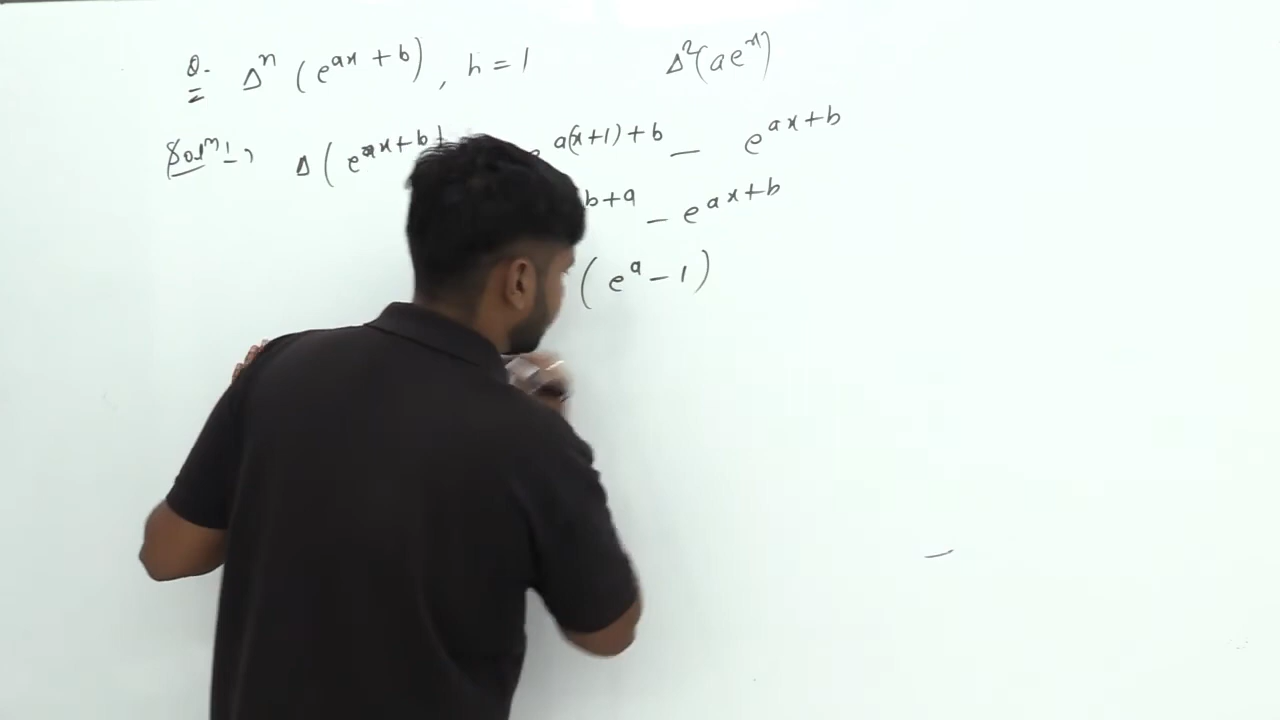 Q. Δⁿ (e^{ax + b}), h = 1 Δ²(ae^x)
Solⁿ:- Δ(e^{ax+b} e^{a(x+1)+b} - e^{ax+b}
b+a - e^{ax+b}
(e^a - 1)